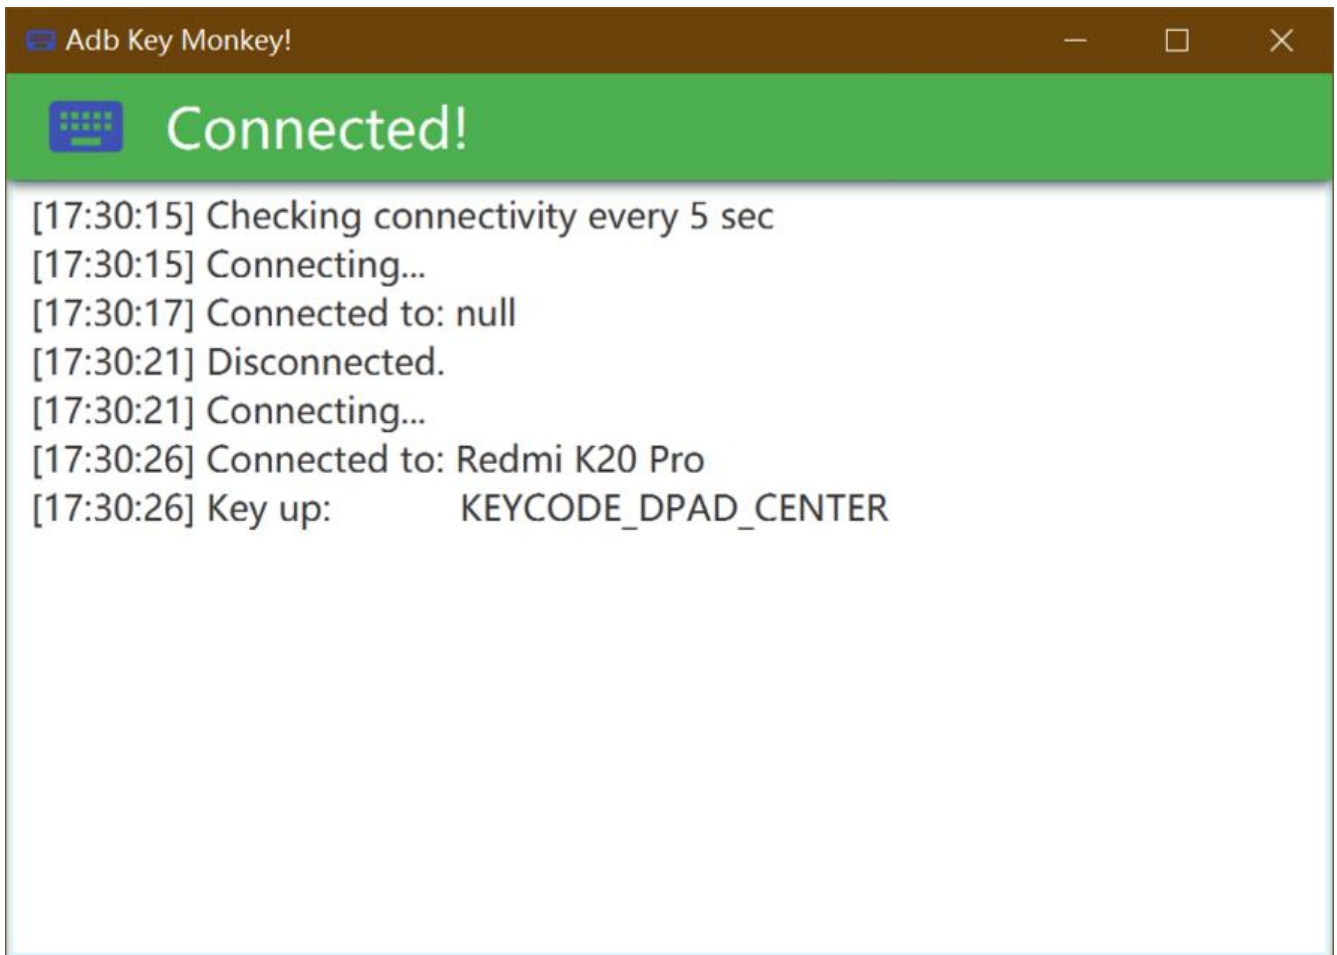 Adb Key Monkey!
Connected!
[17:30:15] Checking connectivity every 5 sec
[17:30:15] Connecting...
[17:30:17] Connected to: null
[17:30:21] Disconnected.
[17:30:21] Connecting...
[17:30:26] Connected to: Redmi K20 Pro
[17:30:26] Key up: KEYCODE_DPAD_CENTER